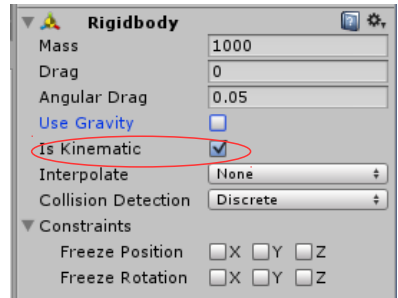 Rigidbody
Mass 1000
Drag 0
Angular Drag 0.05
Use Gravity
Is Kinematic
Interpolate None
Collision Detection Discrete
Constraints
Freeze Position X Y Z
Freeze Rotation X Y Z